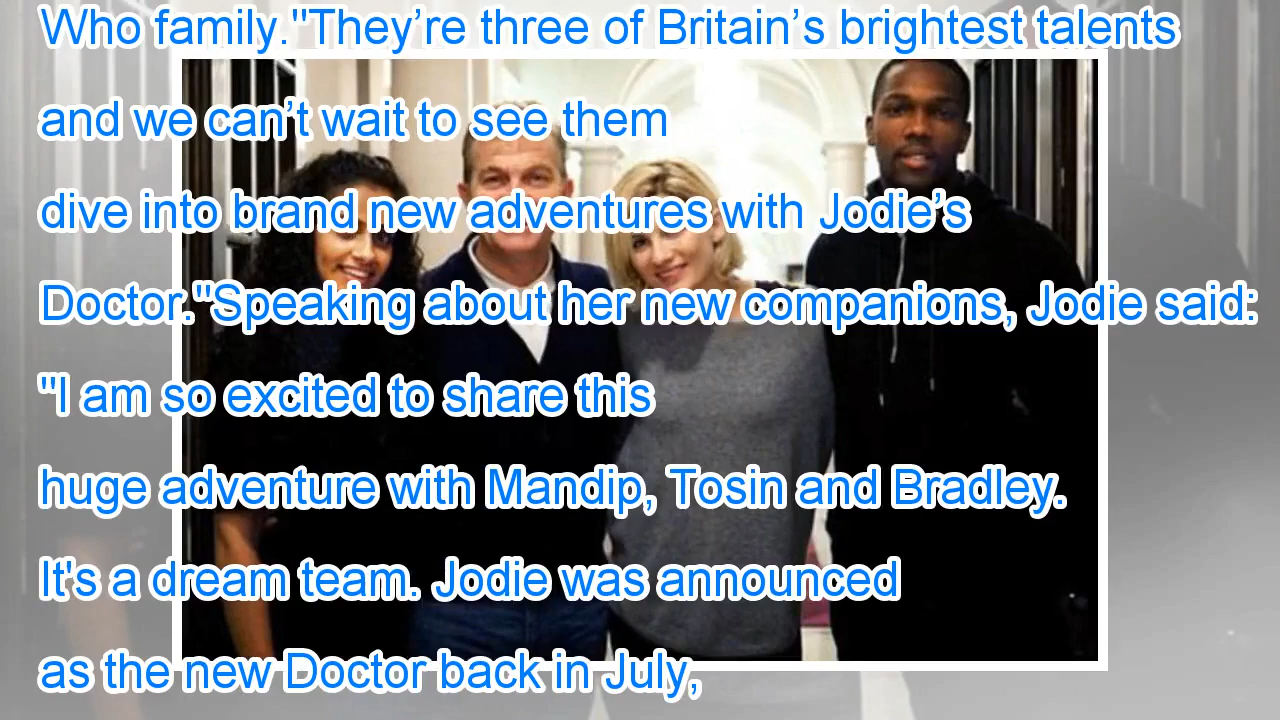 Who family."They’re three of Britain’s brightest talents
and we can’t wait to see them
dive into brand new adventures with Jodie’s
Doctor."Speaking about her new companions, Jodie said:
"I am so excited to share this
huge adventure with Mandip, Tosin and Bradley.
It's a dream team. Jodie was announced
as the new Doctor back in July,